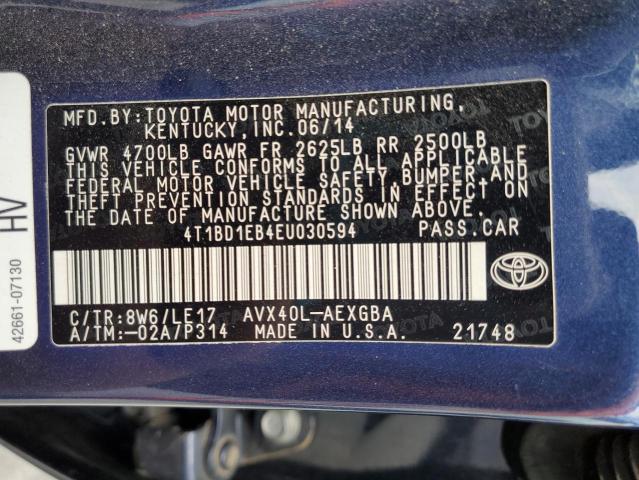 MFD.BY: TOYOTA MOTOR MANUFACTURING,
KENTUCKY, INC. 06/14
GVWR 4700LB GAWR FR 2625LB RR 2500LB
THIS VEHICLE CONFORMS TO ALL APPLICABLE
FEDERAL MOTOR VEHICLE SAFETY, BUMPER AND
THEFT PREVENTION STANDARDS IN EFFECT ON
THE DATE OF MANUFACTURE SHOWN ABOVE.
4T1BD1EB4EU030594 PASS.CAR
C/TR:8W6/LE17 AVX40L-AEXGBA
A/TM:-02A/P314 MADE IN U.S.A. 21748
HV
42661-07130